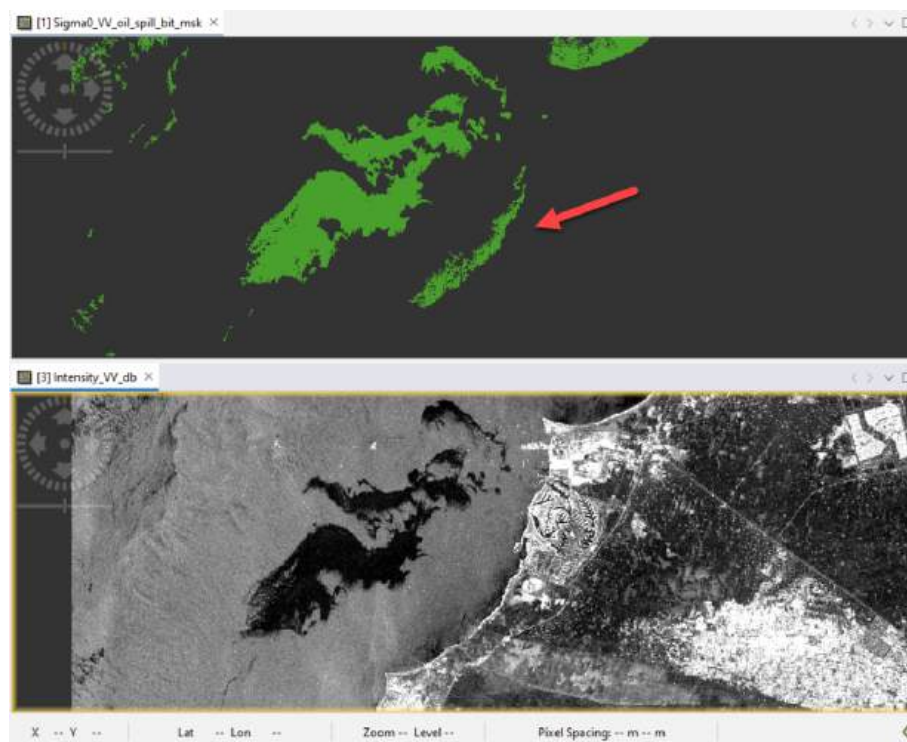 [1] Sigma0_VV_oil_spill_bit_msk ×
[3] Intensity_VV_db ×
X -- Y -- Lat -- Lon -- Zoom -- Level -- Pixel Spacing: -- m -- m